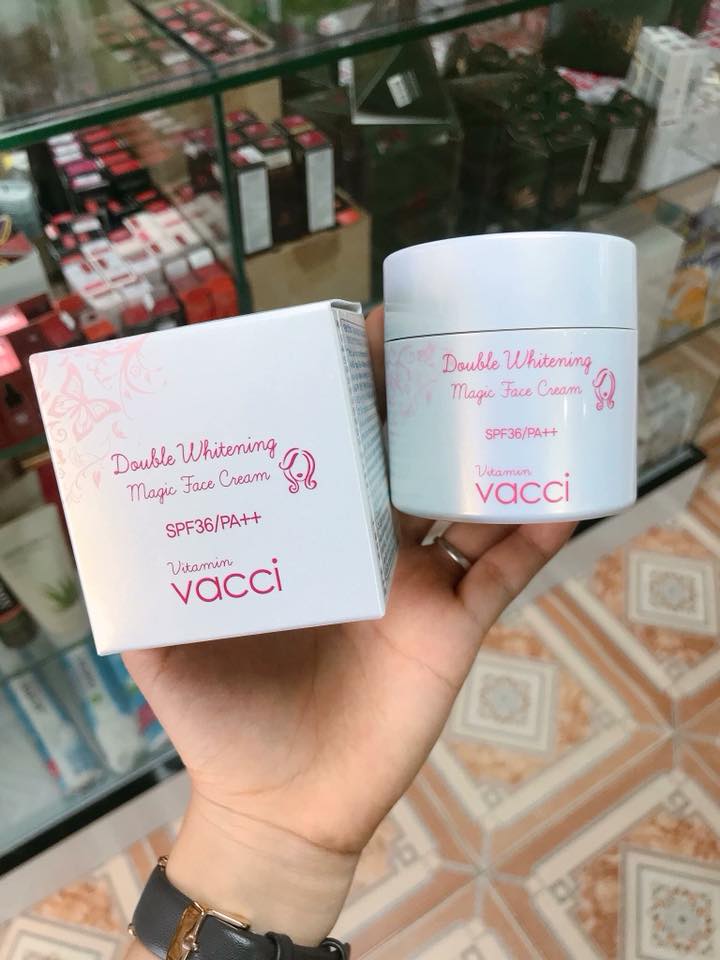 Double Whitening
Magic Face Cream
SPF36/PA++
Vitamin
vacci
Double Whitening
Magic Face Cream
SPF36/PA++
Vitamin
vacci